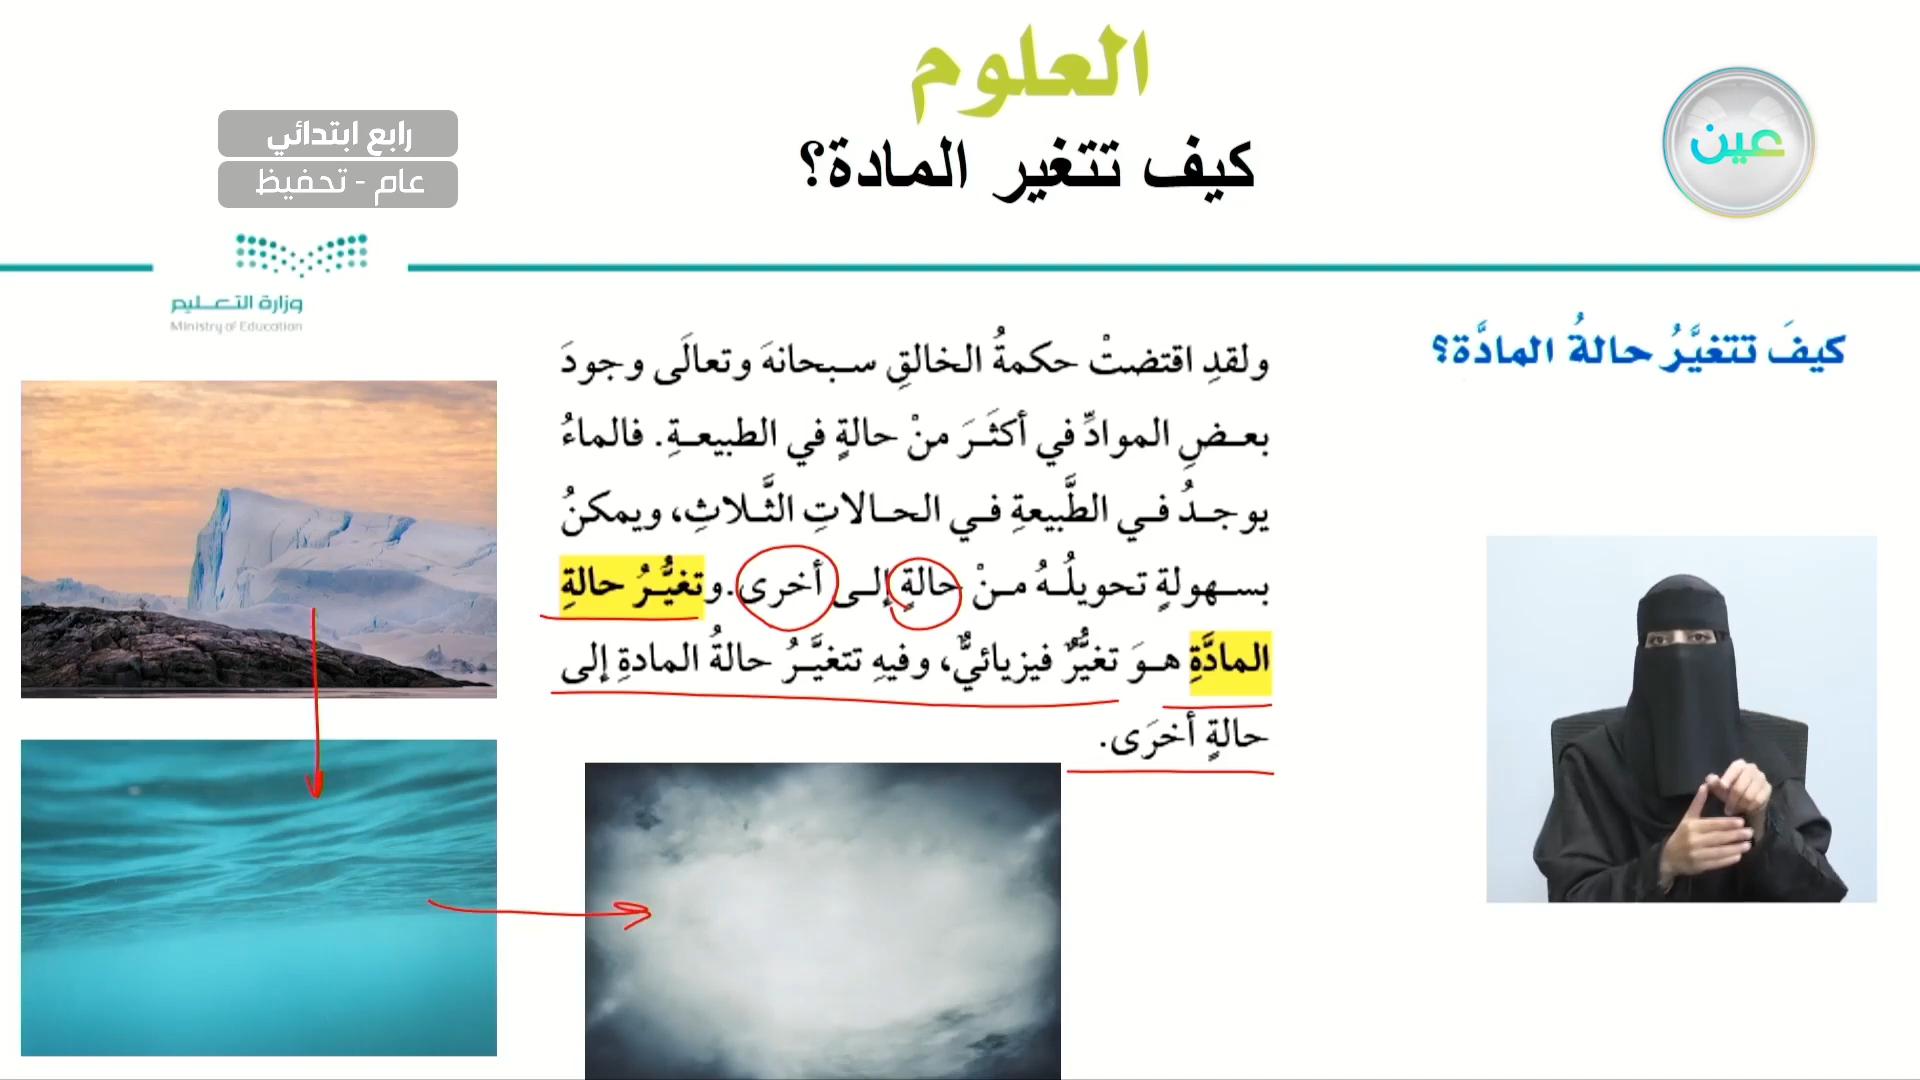 العلوم
كيف تتغير المادة؟
رابع ابتدائي
عام - تحفيظ
عين
وزارة التعليم
Ministry of Education
كيفَ تتغيَّرُ حالةُ المادَّة؟
ولقدِ اقتضتْ حكمةُ الخالقِ سبحانهَ وتعالَى وجودَ
بعضِ الموادِّ في أكثَرَ منْ حالةٍ في الطبيعةِ. فالماءُ
يوجدُ في الطَّبيعةِ في الحالاتِ الثَّلاثِ، ويمكنُ
بسهولةٍ تحويلُهُ منْ حالةٍ إلى أخرى. وتغيُّرُ حالةِ
المادَّةِ هوَ تغيُّرٌ فيزيائيٌّ، وفيهِ تتغيَّرُ حالةُ المادةِ إلى
حالةٍ أخرَى.